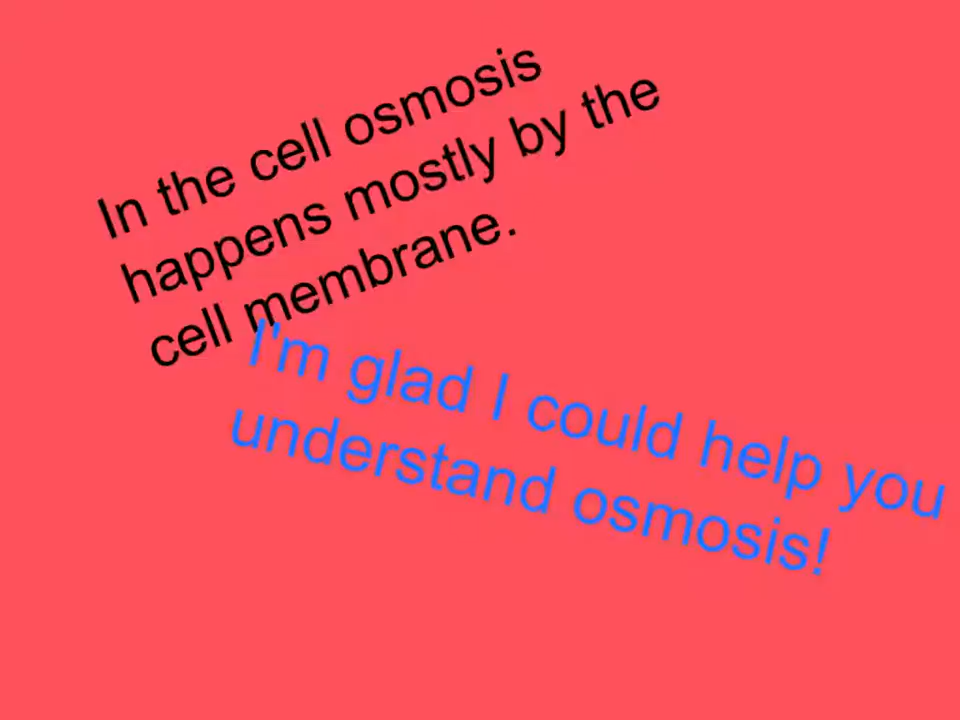 In the cell osmosis
happens mostly by the
cell membrane.
I'm glad I could help you
understand osmosis!